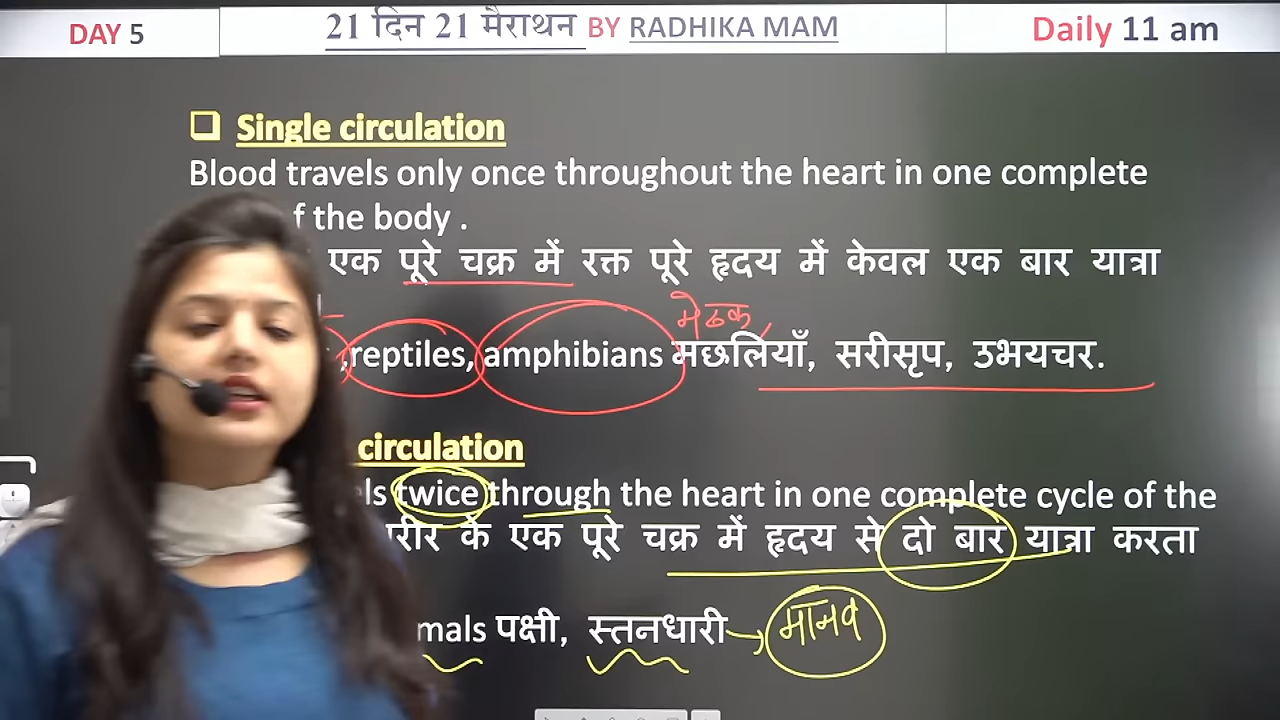 DAY 5
21 दिन 21 मैराथन BY RADHIKA MAM
Daily 11 am
Single circulation
Blood travels only once throughout the heart in one complete
f the body .
एक पूरे चक्र में रक्त पूरे हृदय में केवल एक बार यात्रा
मेढक,
,reptiles, amphibians मछलियाँ, सरीसृप, उभयचर.
circulation
ls twice through the heart in one complete cycle of the
रीर के एक पूरे चक्र में हृदय से दो बार यात्रा करता
mals पक्षी, स्तनधारी → मानव